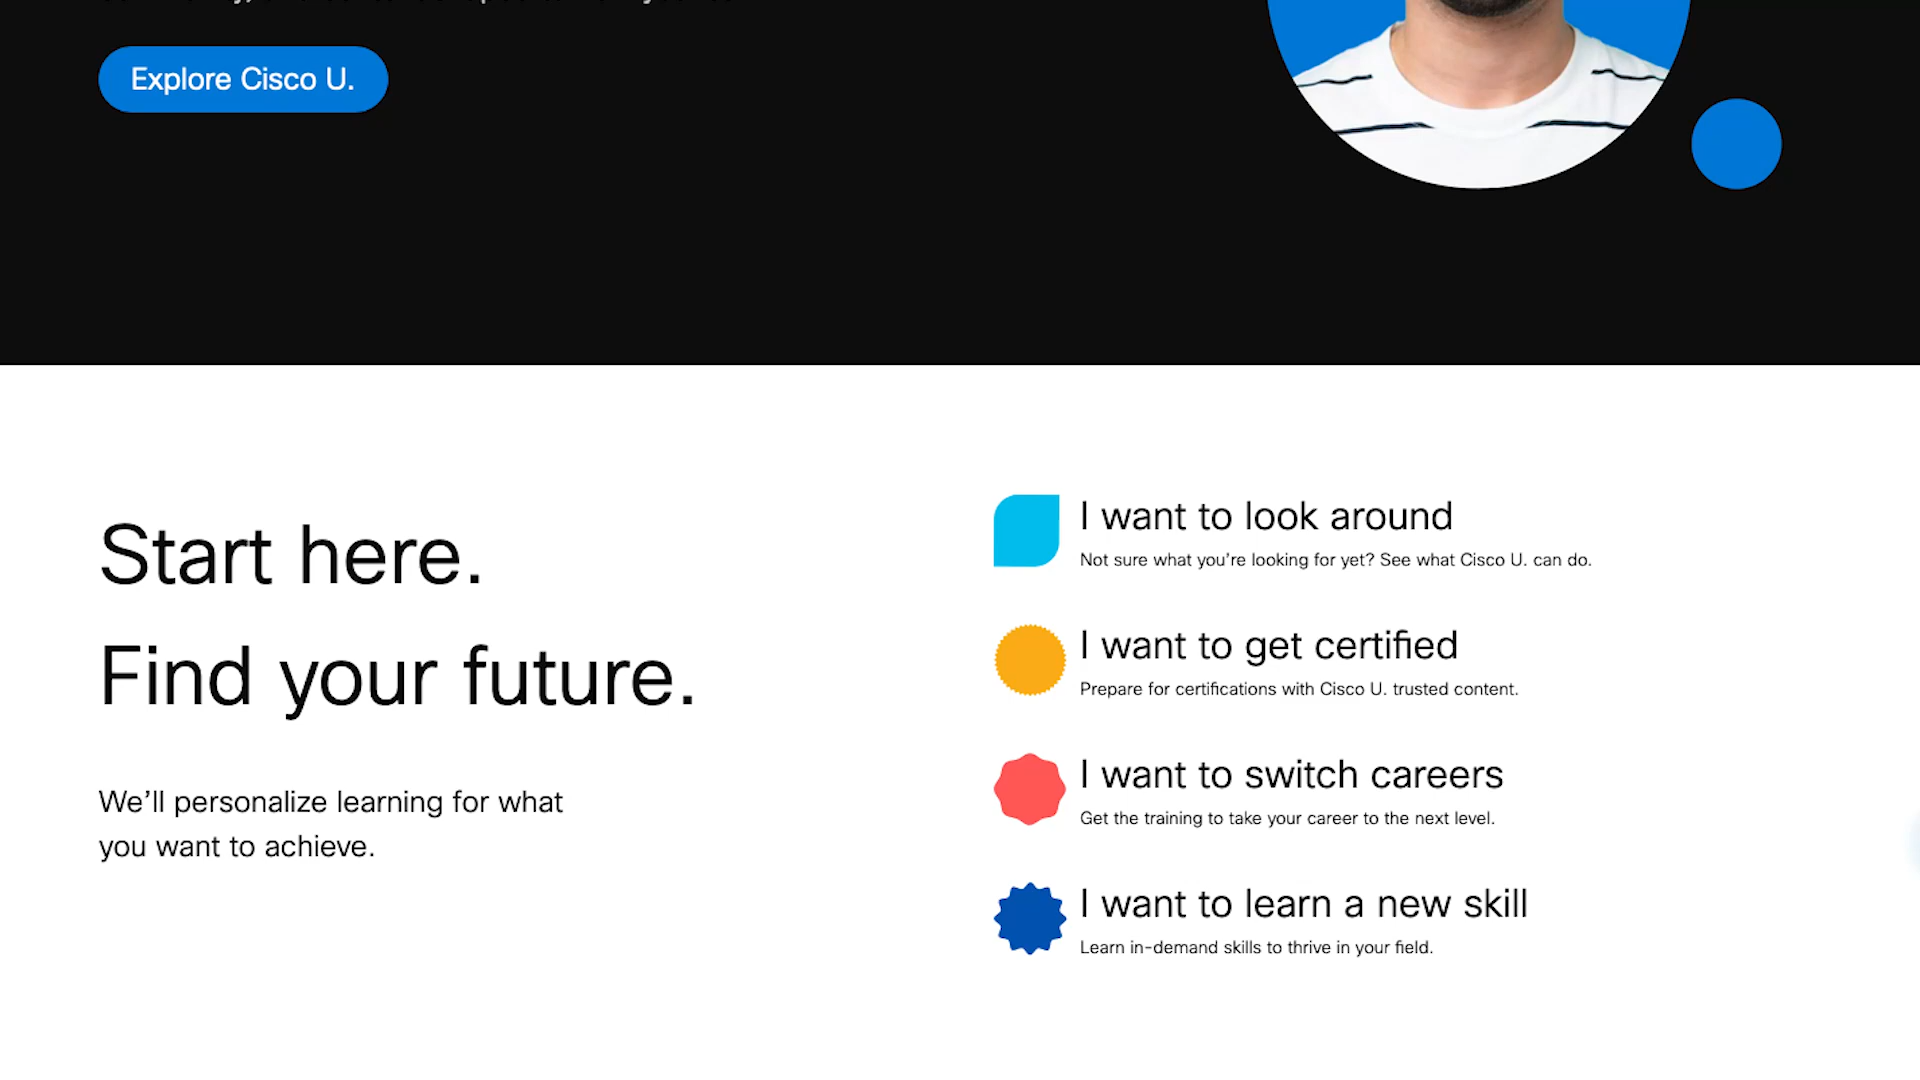 Explore Cisco U.
Start here.
Find your future.
We’ll personalize learning for what
you want to achieve.
I want to look around
Not sure what you’re looking for yet? See what Cisco U. can do.
I want to get certified
Prepare for certifications with Cisco U. trusted content.
I want to switch careers
Get the training to take your career to the next level.
I want to learn a new skill
Learn in-demand skills to thrive in your field.